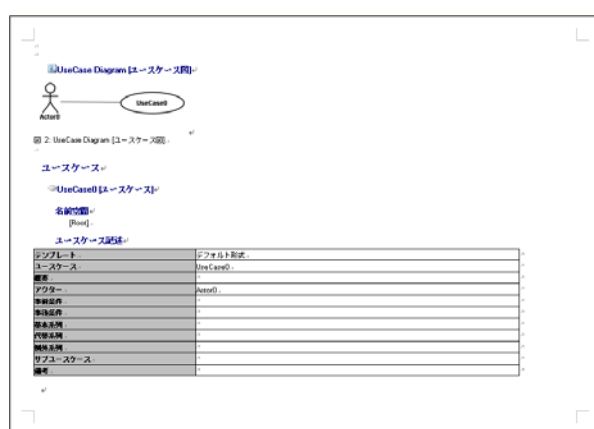 UseCase Diagram [ユースケース図]
UseCase0
Actor0
図 2: UseCase Diagram [ユースケース図]
ユースケース
UseCase0 [ユースケース]
名前空間
[Root]
ユースケース記述
テンプレート デフォルト形式
ユースケース UseCase0
概要
アクター Actor0
事前条件
事後条件
基本系列
代替系列
例外系列
サブユースケース
備考